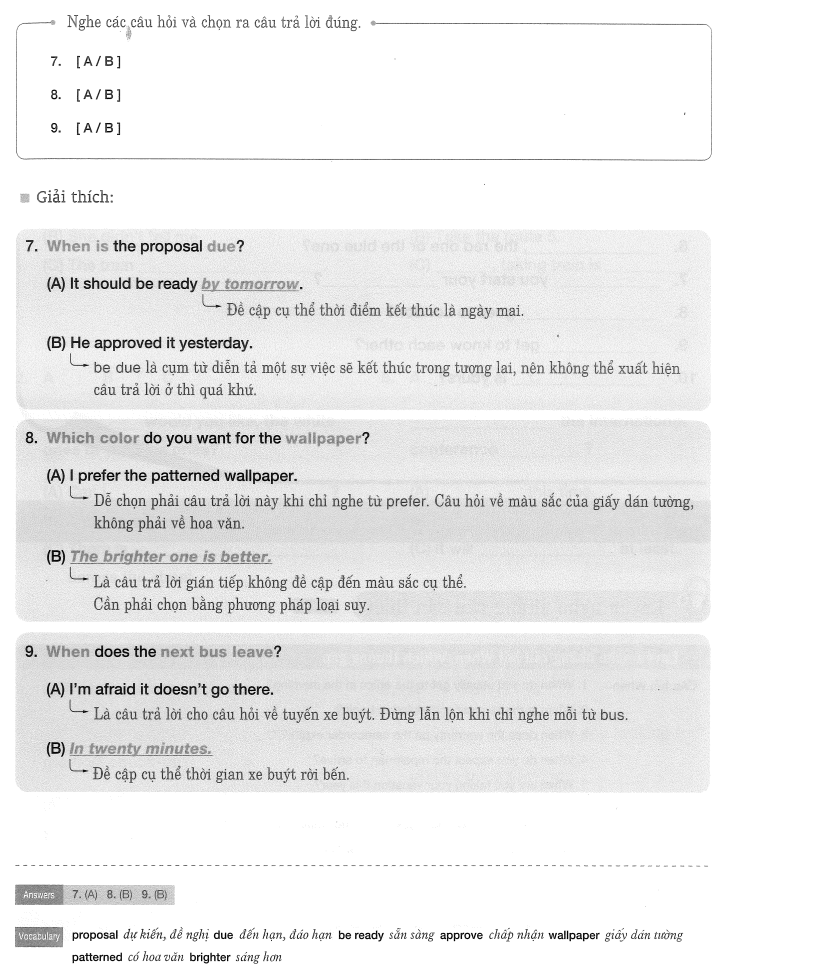 Nghe các câu hỏi và chọn ra câu trả lời đúng.
7. [ A / B ]
8. [ A / B ]
9. [ A / B ]
Giải thích:
7. When is the proposal due?
(A) It should be ready by tomorrow.
Đề cập cụ thể thời điểm kết thúc là ngày mai.
(B) He approved it yesterday.
be due là cụm từ diễn tả một sự việc sẽ kết thúc trong tương lai, nên không thể xuất hiện
câu trả lời ở thì quá khứ.
8. Which color do you want for the wallpaper?
(A) I prefer the patterned wallpaper.
Dễ chọn phải câu trả lời này khi chỉ nghe từ prefer. Câu hỏi về màu sắc của giấy dán tường,
không phải về hoa văn.
(B) The brighter one is better.
Là câu trả lời gián tiếp không đề cập đến màu sắc cụ thể.
Cần phải chọn bằng phương pháp loại suy.
9. When does the next bus leave?
(A) I'm afraid it doesn't go there.
Là câu trả lời cho câu hỏi về tuyến xe buýt. Đừng lẫn lộn khi chỉ nghe mỗi từ bus.
(B) In twenty minutes.
Đề cập cụ thể thời gian xe buýt rời bến.
Answers 7. (A) 8. (B) 9. (B)
Vocabulary proposal dự kiến, đề nghị due đến hạn, đáo hạn be ready sẵn sàng approve chấp nhận wallpaper giấy dán tường
patterned có hoa văn brighter sáng hơn